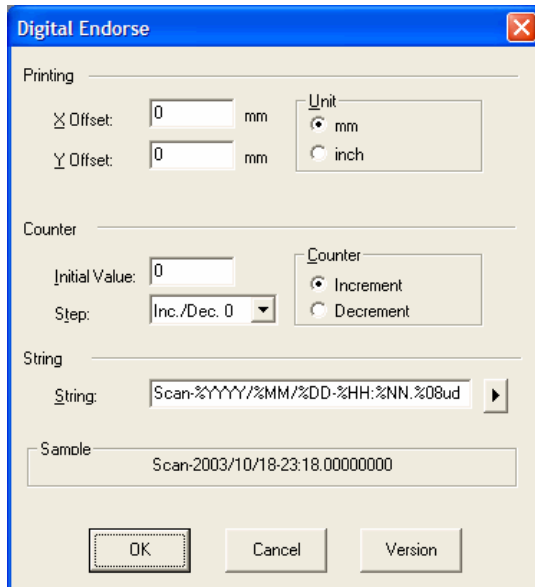 Digital Endorse
Printing
X Offset: 0 mm
Y Offset: 0 mm
Unit
mm
inch
Counter
Initial Value: 0
Step: Inc./Dec. 0
Counter
Increment
Decrement
String
String: Scan-%YYYY/%MM/%DD-%HH:%NN.%08ud
Sample
Scan-2003/10/18-23:18.00000000
OK Cancel Version